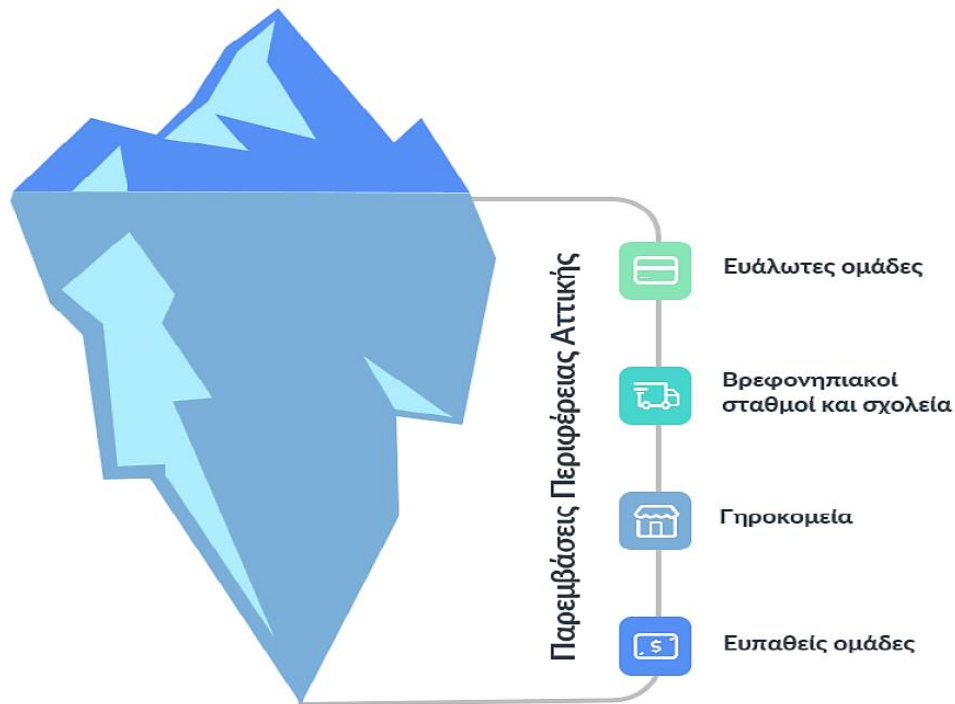 Παρεμβάσεις Περιφέρειας Αττικής
Ευάλωτες ομάδες
Βρεφονηπιακοί
σταθμοί και σχολεία
Γηροκομεία
$
Ευπαθείς ομάδες